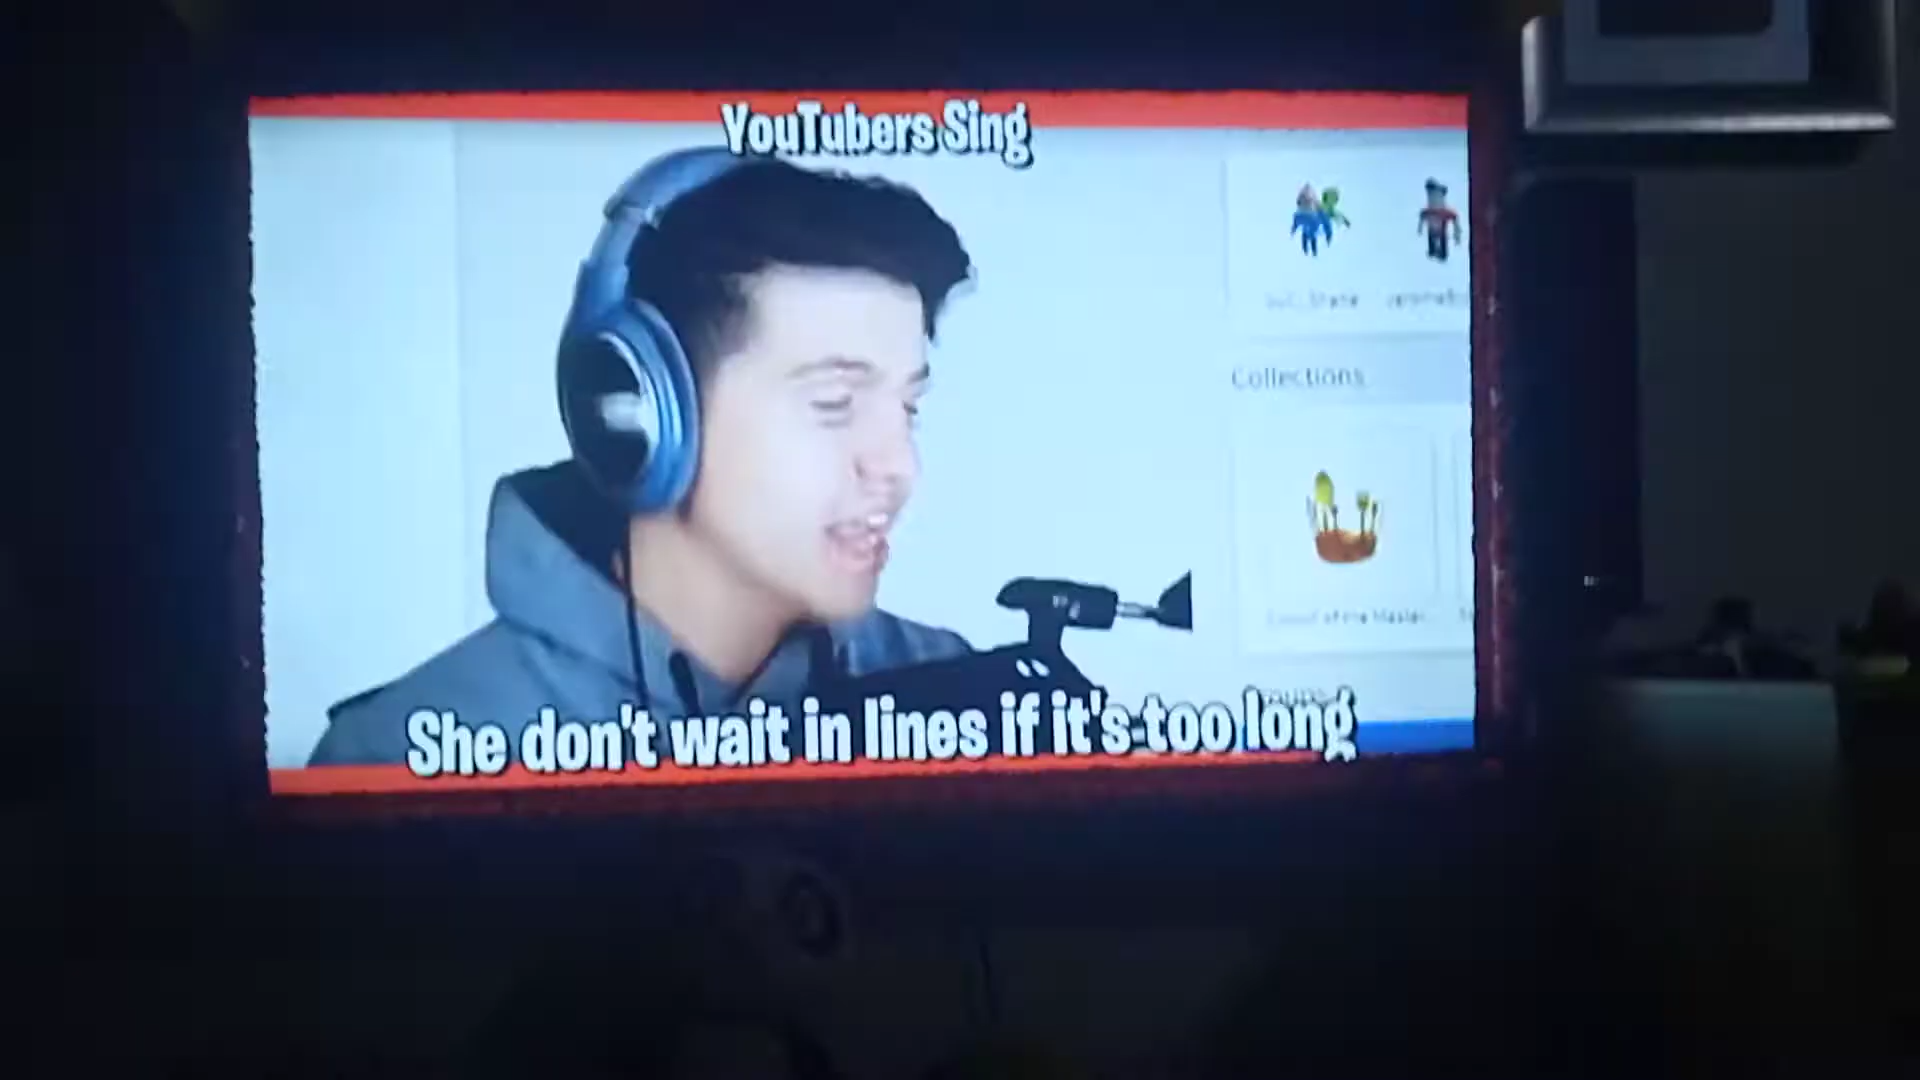 YouTubers Sing
Collections
She don't wait in lines if it's too long